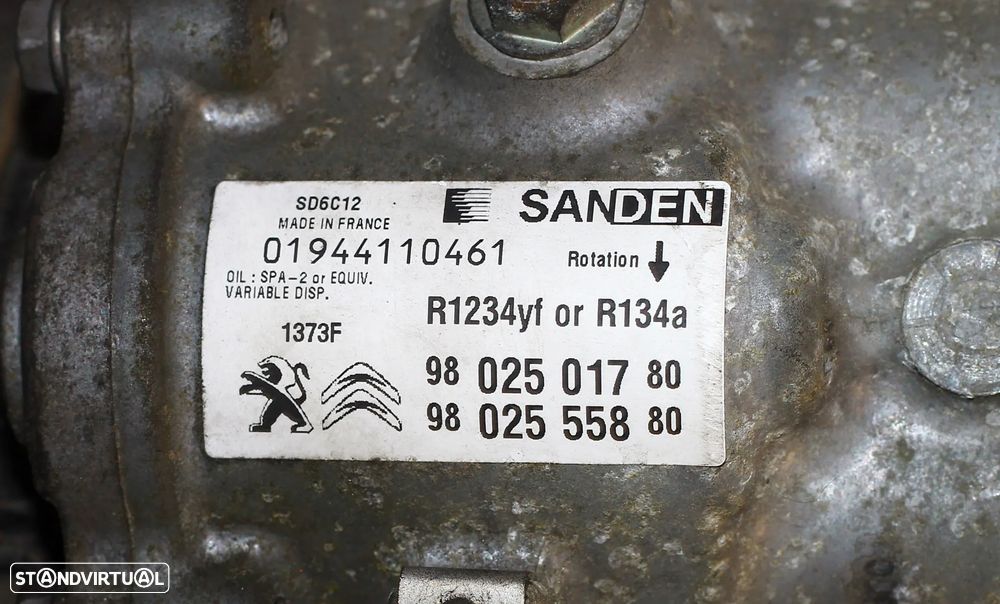 SD6C12
MADE IN FRANCE
SANDEN
01944110461
Rotation
OIL : SPA-2 or EQUIV.
VARIABLE DISP.
R1234yf or R134a
1373F
98 025 017 80
98 025 558 80
STANDVIRTUAL